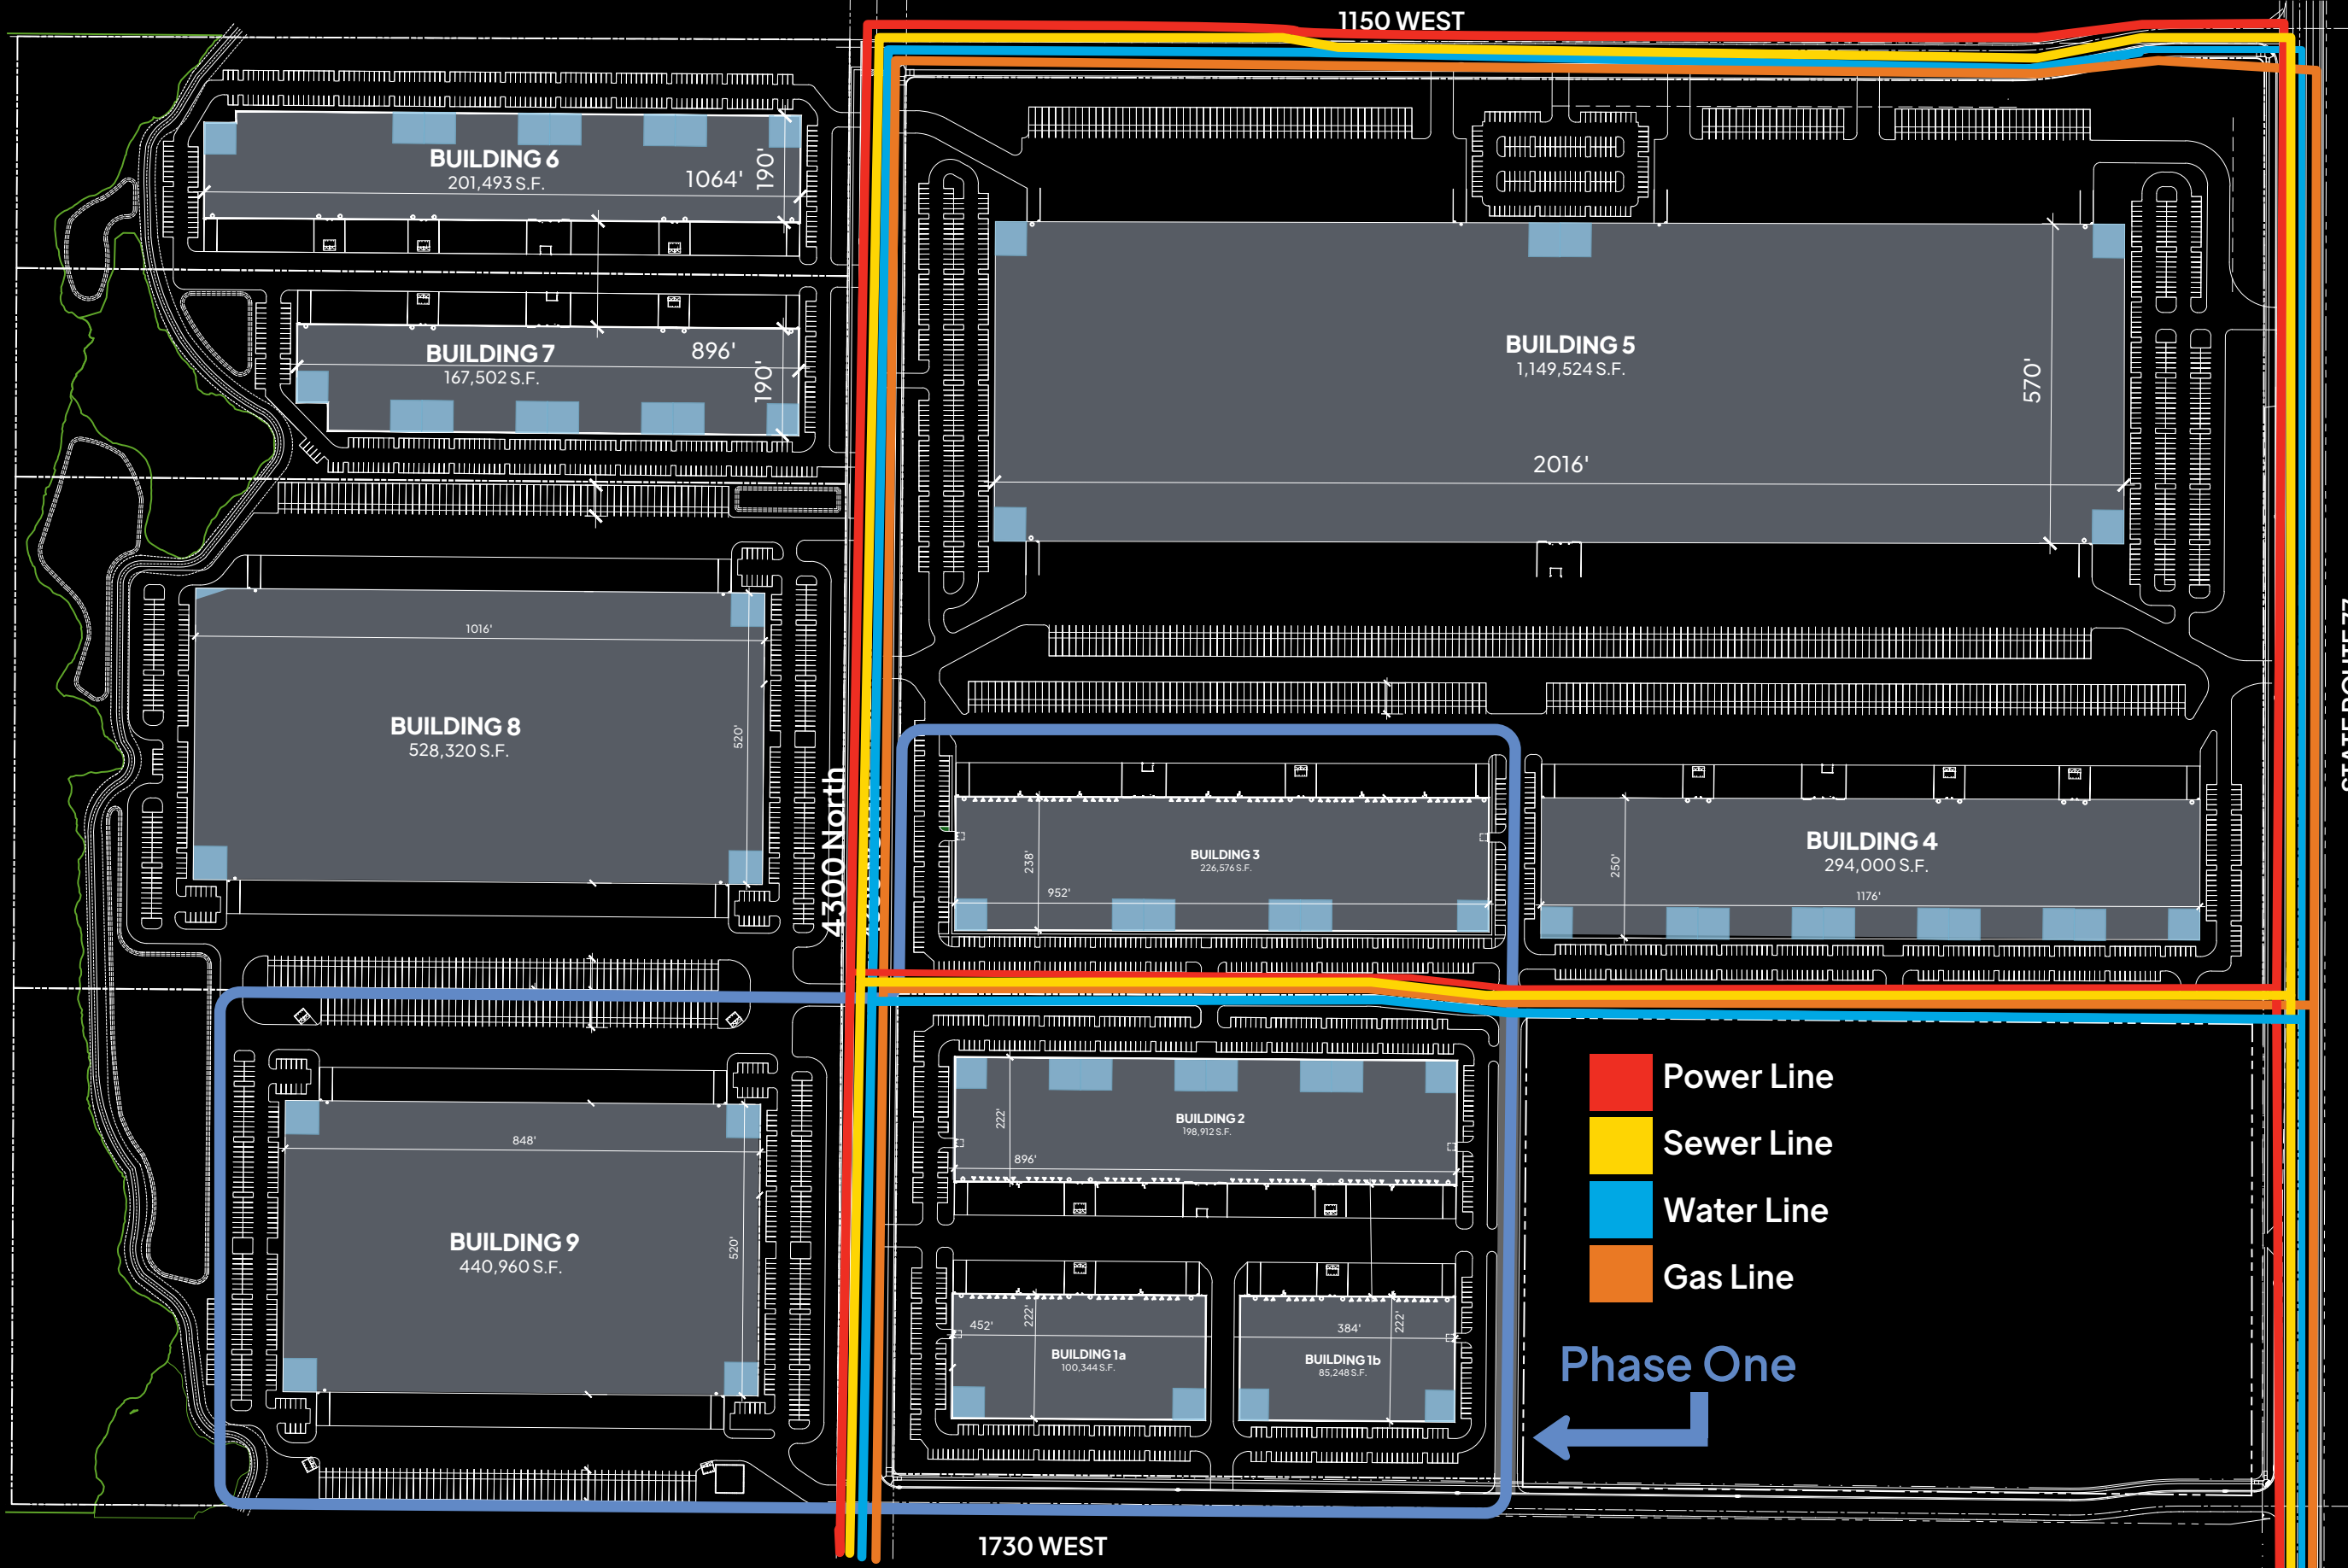 1150 WEST
BUILDING 6
201,493 S.F.
1064'
190'
BUILDING 7
167,502 S.F.
896'
190'
BUILDING 5
1,149,524 S.F.
570'
2016'
1016'
BUILDING 8
528,320 S.F.
520'
4300 North
BUILDING 3
226,576 S.F.
238'
952'
BUILDING 4
294,000 S.F.
250'
1176'
848'
BUILDING 9
440,960 S.F.
520'
BUILDING 2
198,912 S.F.
222'
896'
452'
222'
BUILDING 1a
100,344 S.F.
384'
222'
BUILDING 1b
85,248 S.F.
Power Line
Sewer Line
Water Line
Gas Line
Phase One
1730 WEST